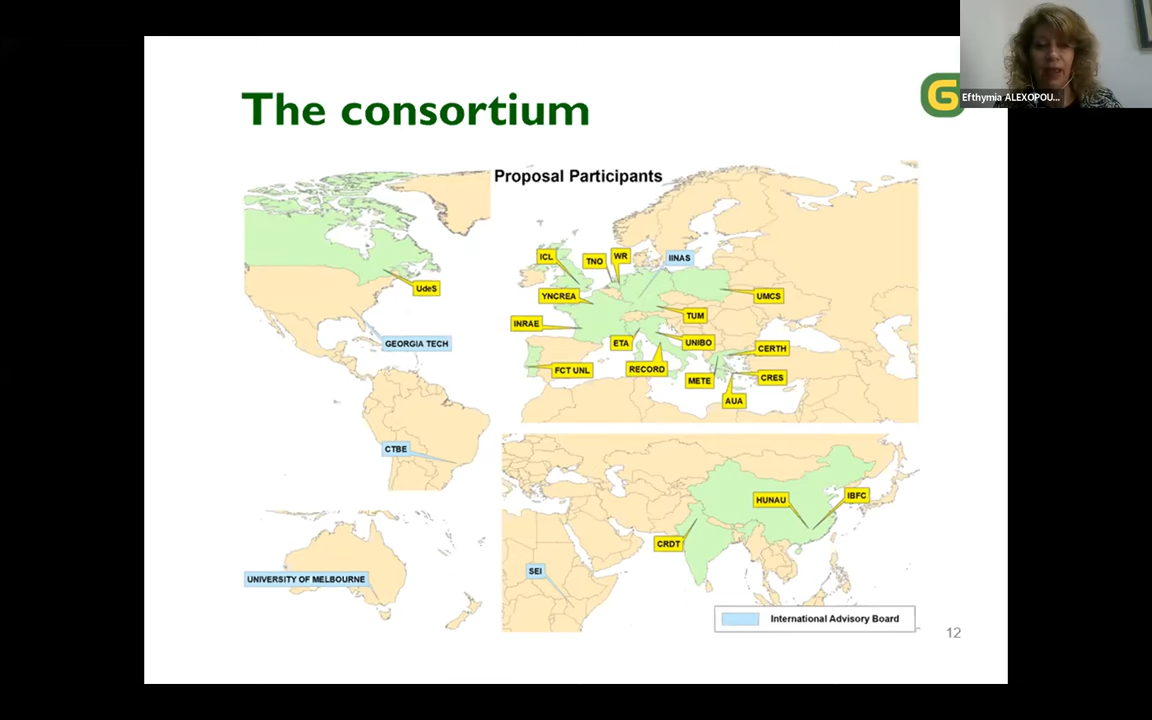 The consortium
G
Efthymia ALEXOPOU...
Proposal Participants
ICL
TNO
WR
IINAS
UdeS
YNCREA
UMCS
INRAE
TUM
GEORGIA TECH
ETA
UNIBO
CERTH
FCT UNL
RECORD
METE
CRES
AUA
CTBE
HUNAU
IBFC
CRDT
UNIVERSITY OF MELBOURNE
SEI
International Advisory Board
12